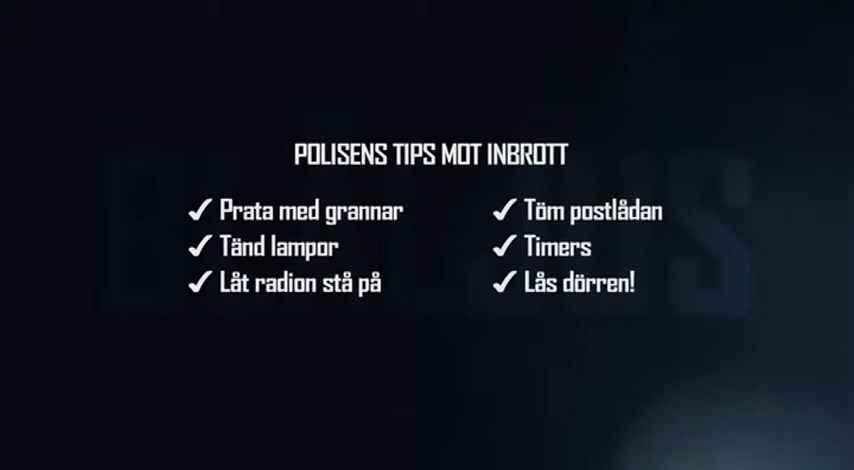 POLISENS TIPS MOT INBROTT
✓ Prata med grannar
✓ Tänd lampor
✓ Låt radion stå på
✓ Töm postlådan
✓ Timers
✓ Lås dörren!